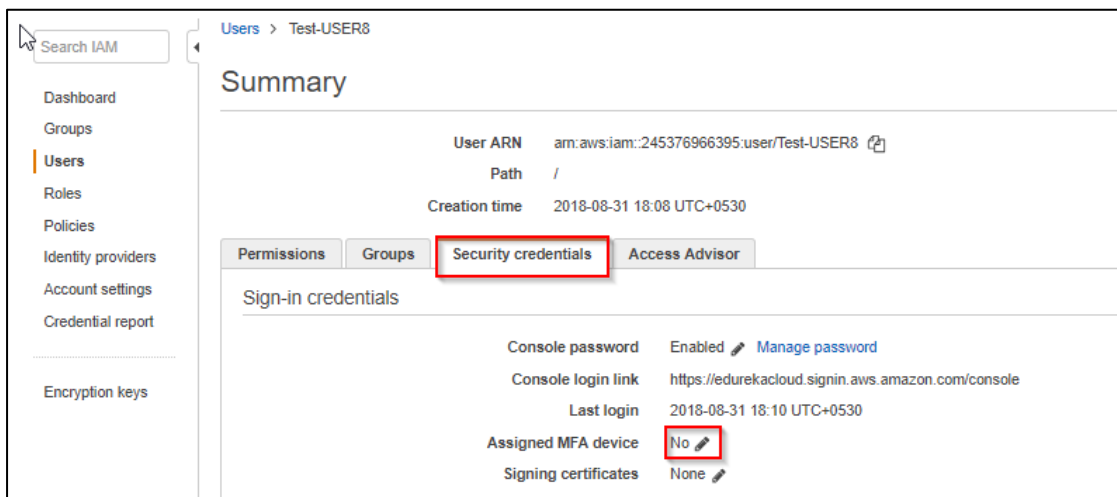 Users > Test-USER8
Search IAM
Summary
Dashboard
Groups
Users
Roles
Policies
Identity providers
Account settings
Credential report
Encryption keys
User ARN arn:aws:iam::245376966395:user/Test-USER8
Path /
Creation time 2018-08-31 18:08 UTC+0530
Permissions Groups Security credentials Access Advisor
Sign-in credentials
Console password Enabled Manage password
Console login link https://edurekacloud.signin.aws.amazon.com/console
Last login 2018-08-31 18:10 UTC+0530
Assigned MFA device No
Signing certificates None